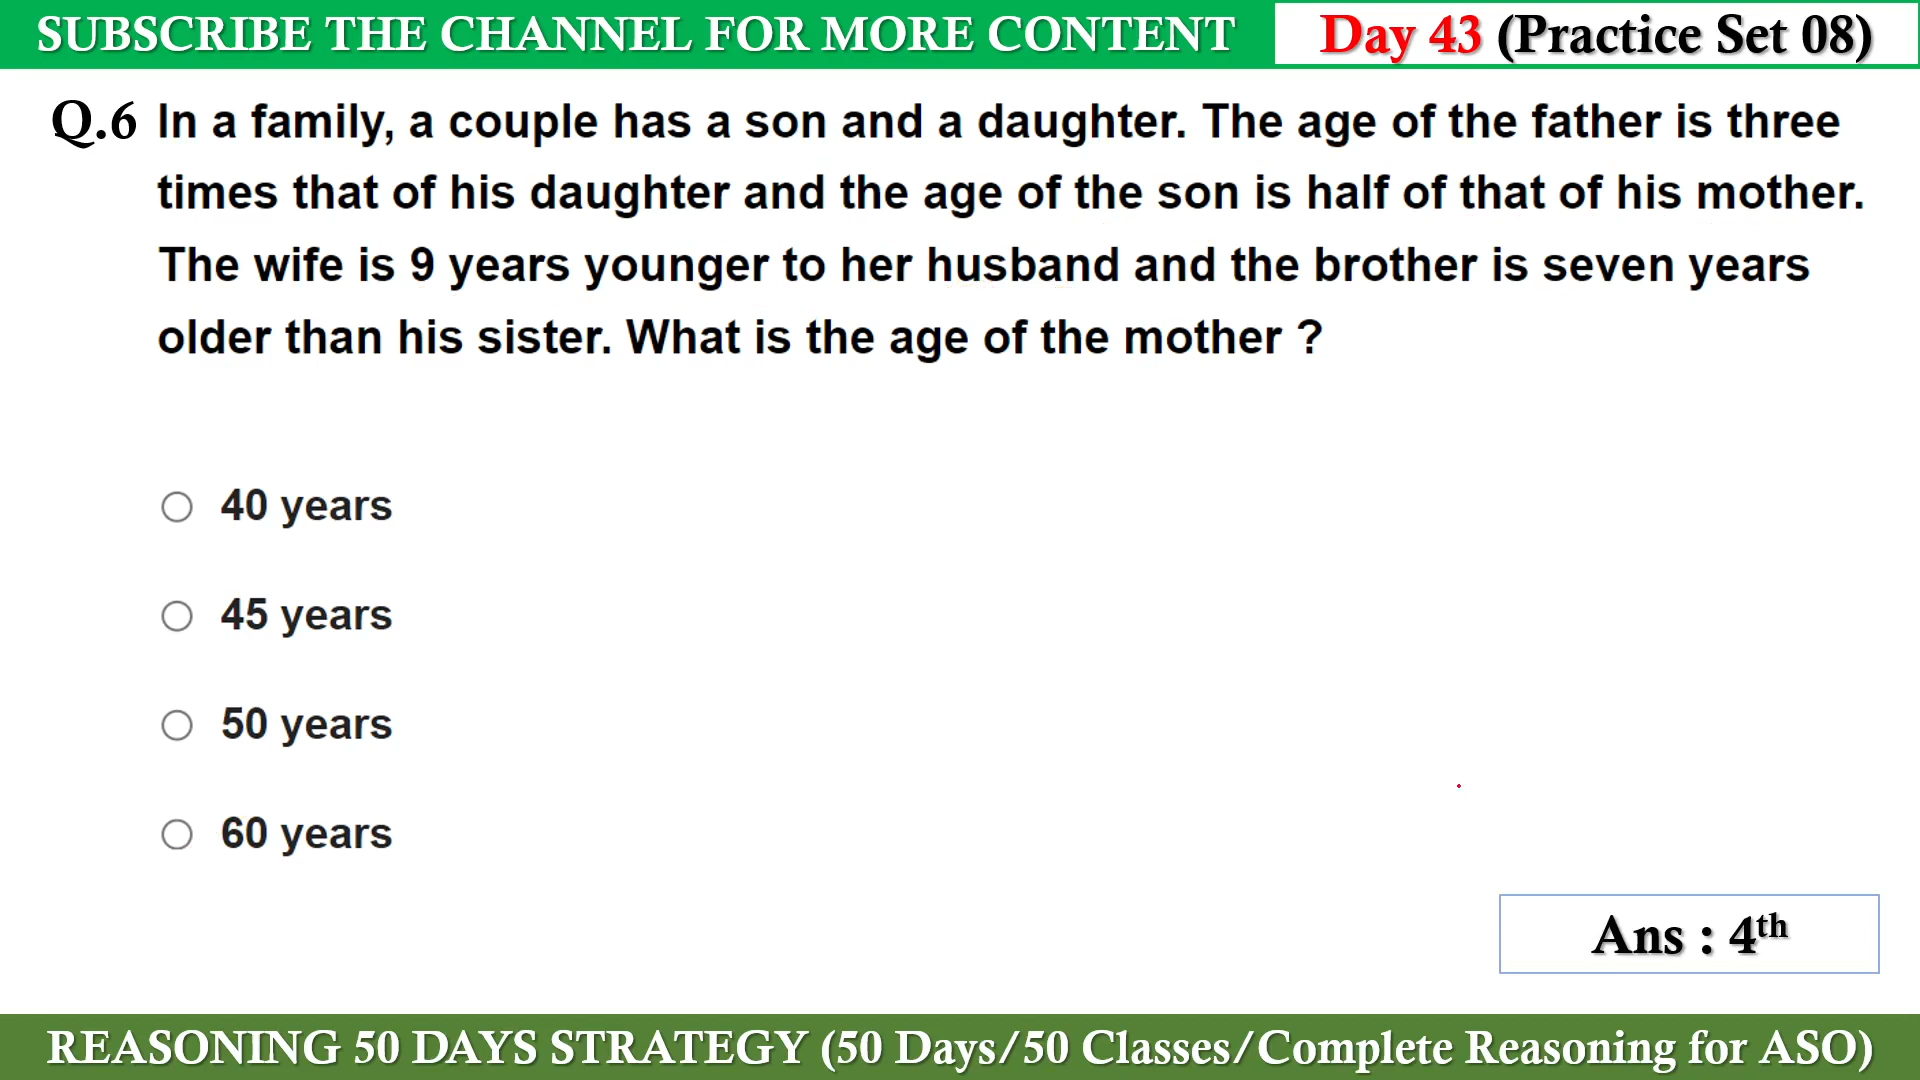 SUBSCRIBE THE CHANNEL FOR MORE CONTENT
Day 43 (Practice Set 08)
Q.6 In a family, a couple has a son and a daughter. The age of the father is three
times that of his daughter and the age of the son is half of that of his mother.
The wife is 9 years younger to her husband and the brother is seven years
older than his sister. What is the age of the mother ?
40 years
45 years
50 years
60 years
Ans : 4th
REASONING 50 DAYS STRATEGY (50 Days/50 Classes/Complete Reasoning for ASO)